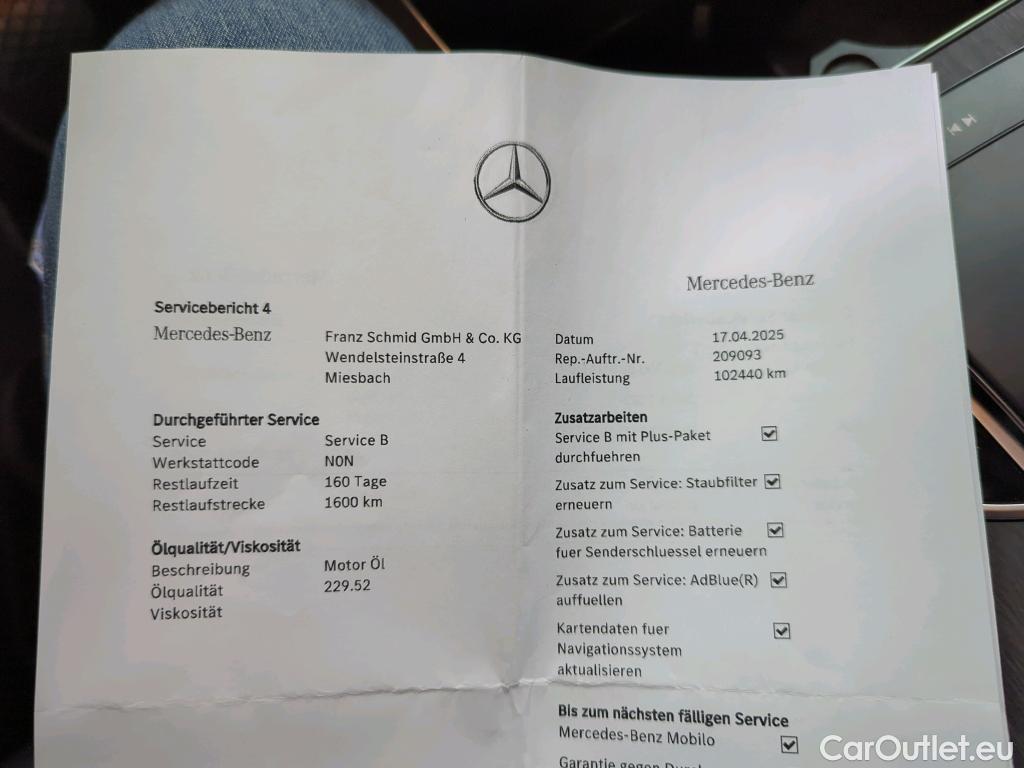 Mercedes-Benz
Servicebericht 4
Mercedes-Benz
Franz Schmid GmbH & Co. KG
Wendelsteinstraße 4
Miesbach
Datum 17.04.2025
Rep.-Auftr.-Nr. 209093
Laufleistung 102440 km
Durchgeführter Service
Service Service B
Werkstattcode N0N
Restlaufzeit 160 Tage
Restlaufstrecke 1600 km
Ölqualität/Viskosität
Beschreibung Motor Öl
Ölqualität 229.52
Viskosität
Zusatzarbeiten
Service B mit Plus-Paket
durchfuehren
Zusatz zum Service: Staubfilter
erneuern
Zusatz zum Service: Batterie
fuer Senderschluessel erneuern
Zusatz zum Service: AdBlue(R)
auffuellen
Kartendaten fuer
Navigationssystem
aktualisieren
Bis zum nächsten fälligen Service
Mercedes-Benz Mobilo
Garantie gegen
CarOutlet.eu